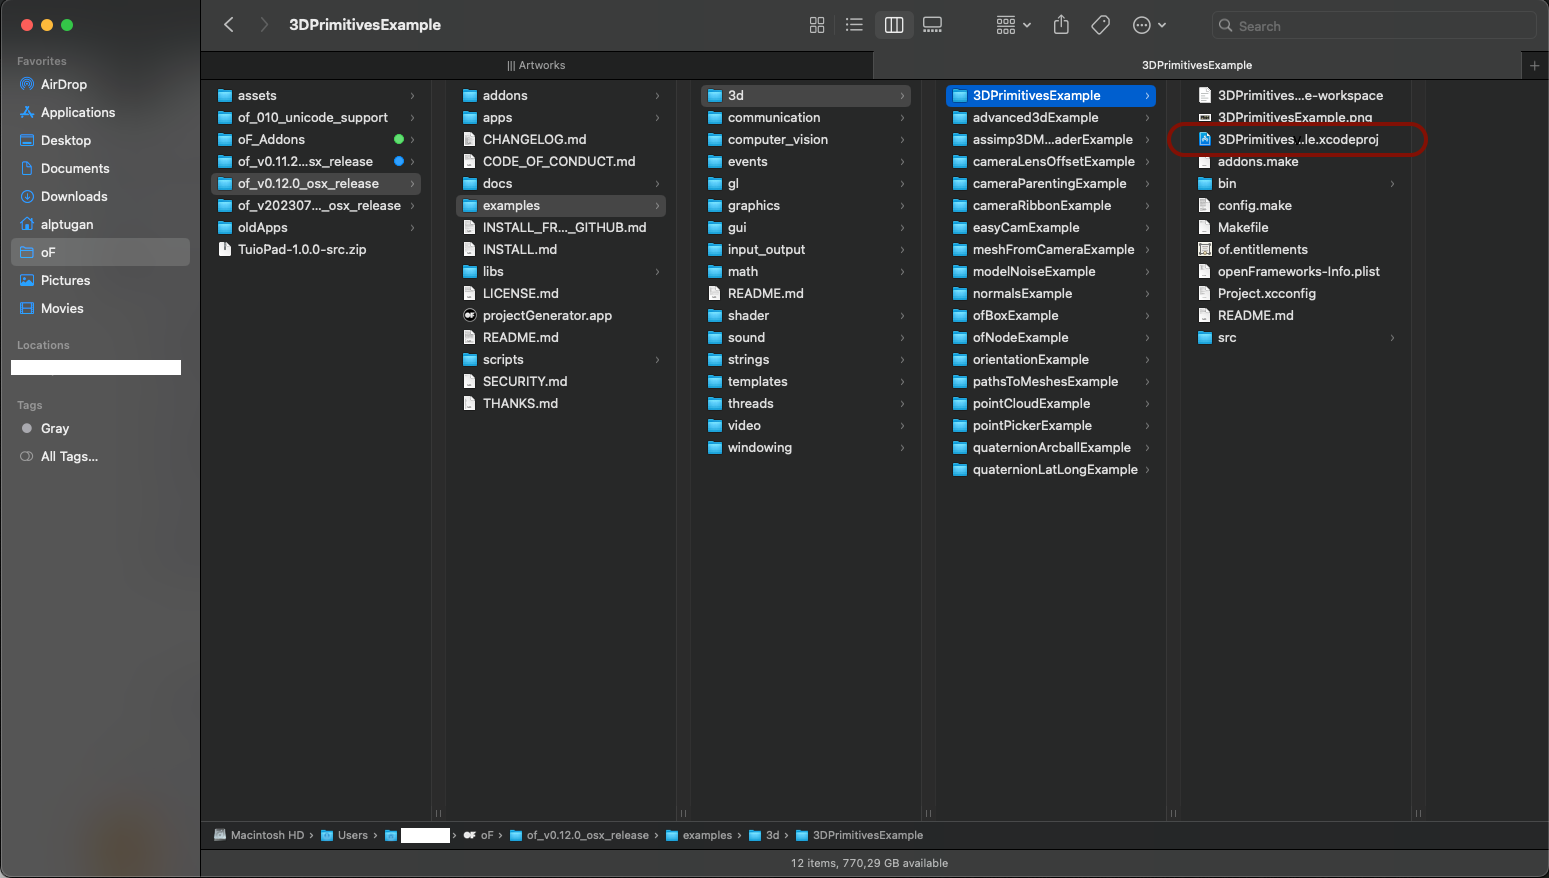 3DPrimitivesExample
Search
||| Artworks
3DPrimitivesExample
Favorites
AirDrop
Applications
Desktop
Documents
Downloads
alptugan
oF
Pictures
Movies
Locations
Tags
Gray
All Tags...
assets
of_010_unicode_support
oF_Addons
of_v0.11.2...sx_release
of_v0.12.0_osx_release
of_v202307..._osx_release
oldApps
TuioPad-1.0.0-src.zip
addons
apps
CHANGELOG.md
CODE_OF_CONDUCT.md
docs
examples
INSTALL_FR..._GITHUB.md
INSTALL.md
libs
LICENSE.md
projectGenerator.app
README.md
scripts
SECURITY.md
THANKS.md
3d
communication
computer_vision
events
gl
graphics
gui
input_output
math
README.md
shader
sound
strings
templates
threads
video
windowing
3DPrimitivesExample
advanced3dExample
assimp3DM...aderExample
cameraLensOffsetExample
cameraParentingExample
cameraRibbonExample
easyCamExample
meshFromCameraExample
modelNoiseExample
normalsExample
ofBoxExample
ofNodeExample
orientationExample
pathsToMeshesExample
pointCloudExample
pointPickerExample
quaternionArcballExample
quaternionLatLongExample
3DPrimitives...e-workspace
3DPrimitivesExample.png
3DPrimitives...le.xcodeproj
addons.make
bin
config.make
Makefile
of.entitlements
openFrameworks-Info.plist
Project.xcconfig
README.md
src
Macintosh HD › Users › › oF › of_v0.12.0_osx_release › examples › 3d › 3DPrimitivesExample
12 items, 770,29 GB available